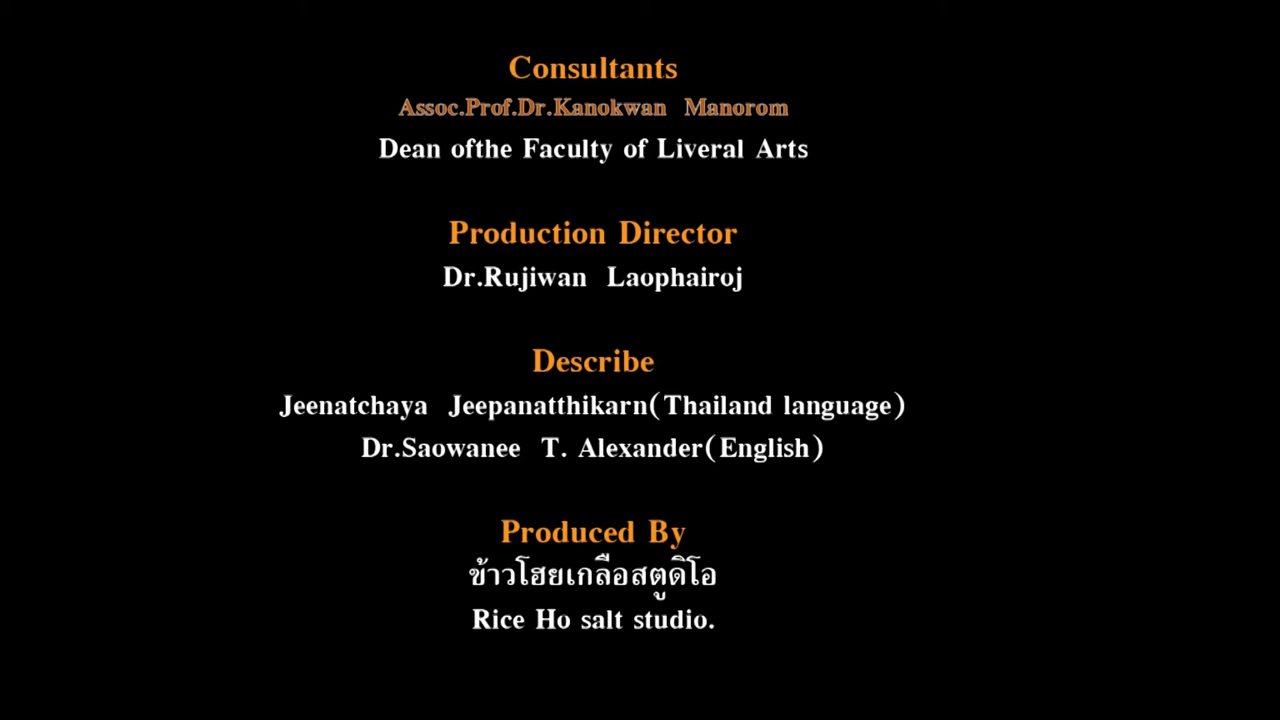 Consultants
Assoc.Prof.Dr.Kanokwan Manorom
Dean ofthe Faculty of Liveral Arts
Production Director
Dr.Rujiwan Laophairoj
Describe
Jeenatchaya Jeepanatthikarn(Thailand language)
Dr.Saowanee T. Alexander(English)
Produced By
ข้าวโฮยเกลือสตูดิโอ
Rice Ho salt studio.